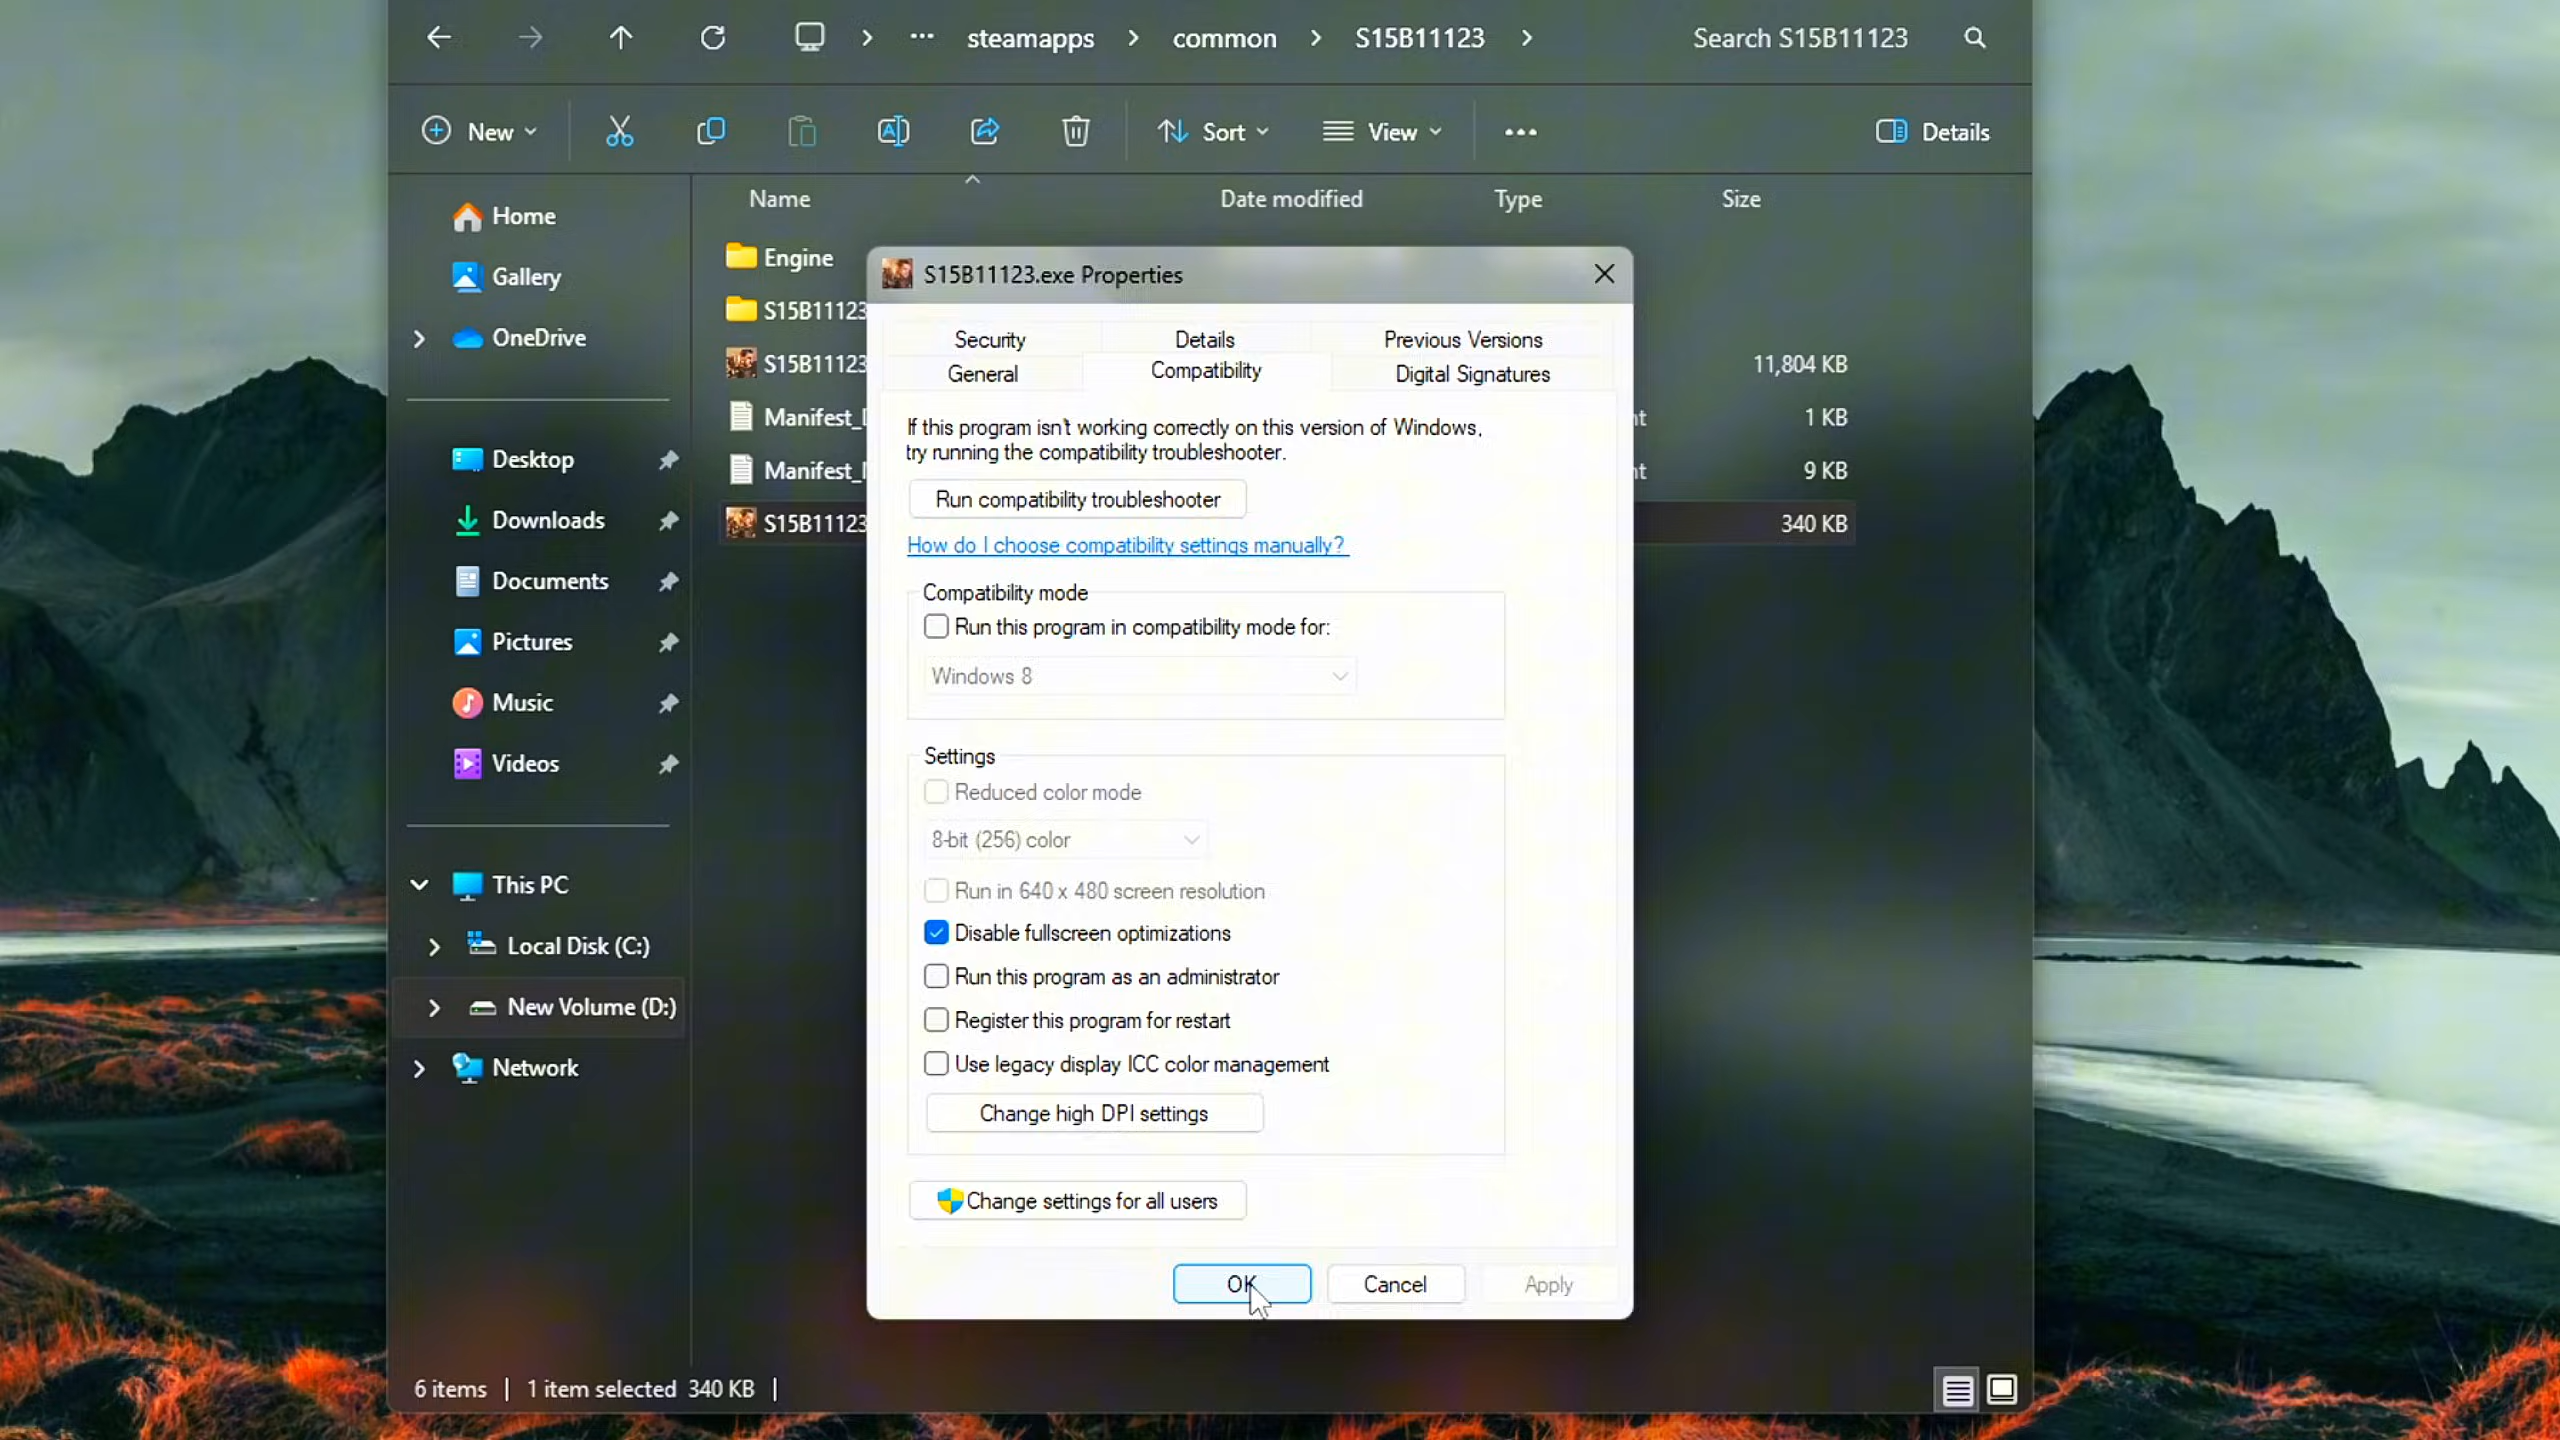 steamapps > common > S15B11123 >
Search S15B11123
New
Sort
View
•••
Details
Home
Gallery
OneDrive
Desktop
Downloads
Documents
Pictures
Music
Videos
This PC
Local Disk (C:)
New Volume (D:)
Network
Name
Date modified
Type
Size
Engine
S15B11123
S15B11123
11,804 KB
Manifest_
1 KB
Manifest_
9 KB
S15B11123
340 KB
S15B11123.exe Properties
Security
Details
Previous Versions
General
Compatibility
Digital Signatures
If this program isn't working correctly on this version of Windows,
try running the compatibility troubleshooter.
Run compatibility troubleshooter
How do I choose compatibility settings manually?
Compatibility mode
Run this program in compatibility mode for:
Windows 8
Settings
Reduced color mode
8-bit (256) color
Run in 640 x 480 screen resolution
Disable fullscreen optimizations
Run this program as an administrator
Register this program for restart
Use legacy display ICC color management
Change high DPI settings
Change settings for all users
OK
Cancel
Apply
6 items | 1 item selected 340 KB |